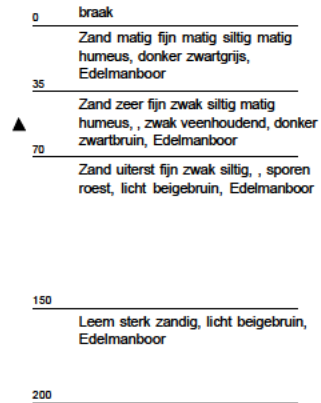 0 braak
Zand matig fijn matig siltig matig
humeus, donker zwartgrijs,
Edelmanboor
35
Zand zeer fijn zwak siltig matig
humeus, , zwak veenhoudend, donker
zwartbruin, Edelmanboor
70
Zand uiterst fijn zwak siltig, , sporen
roest, licht beigebruin, Edelmanboor
150
Leem sterk zandig, licht beigebruin,
Edelmanboor
200